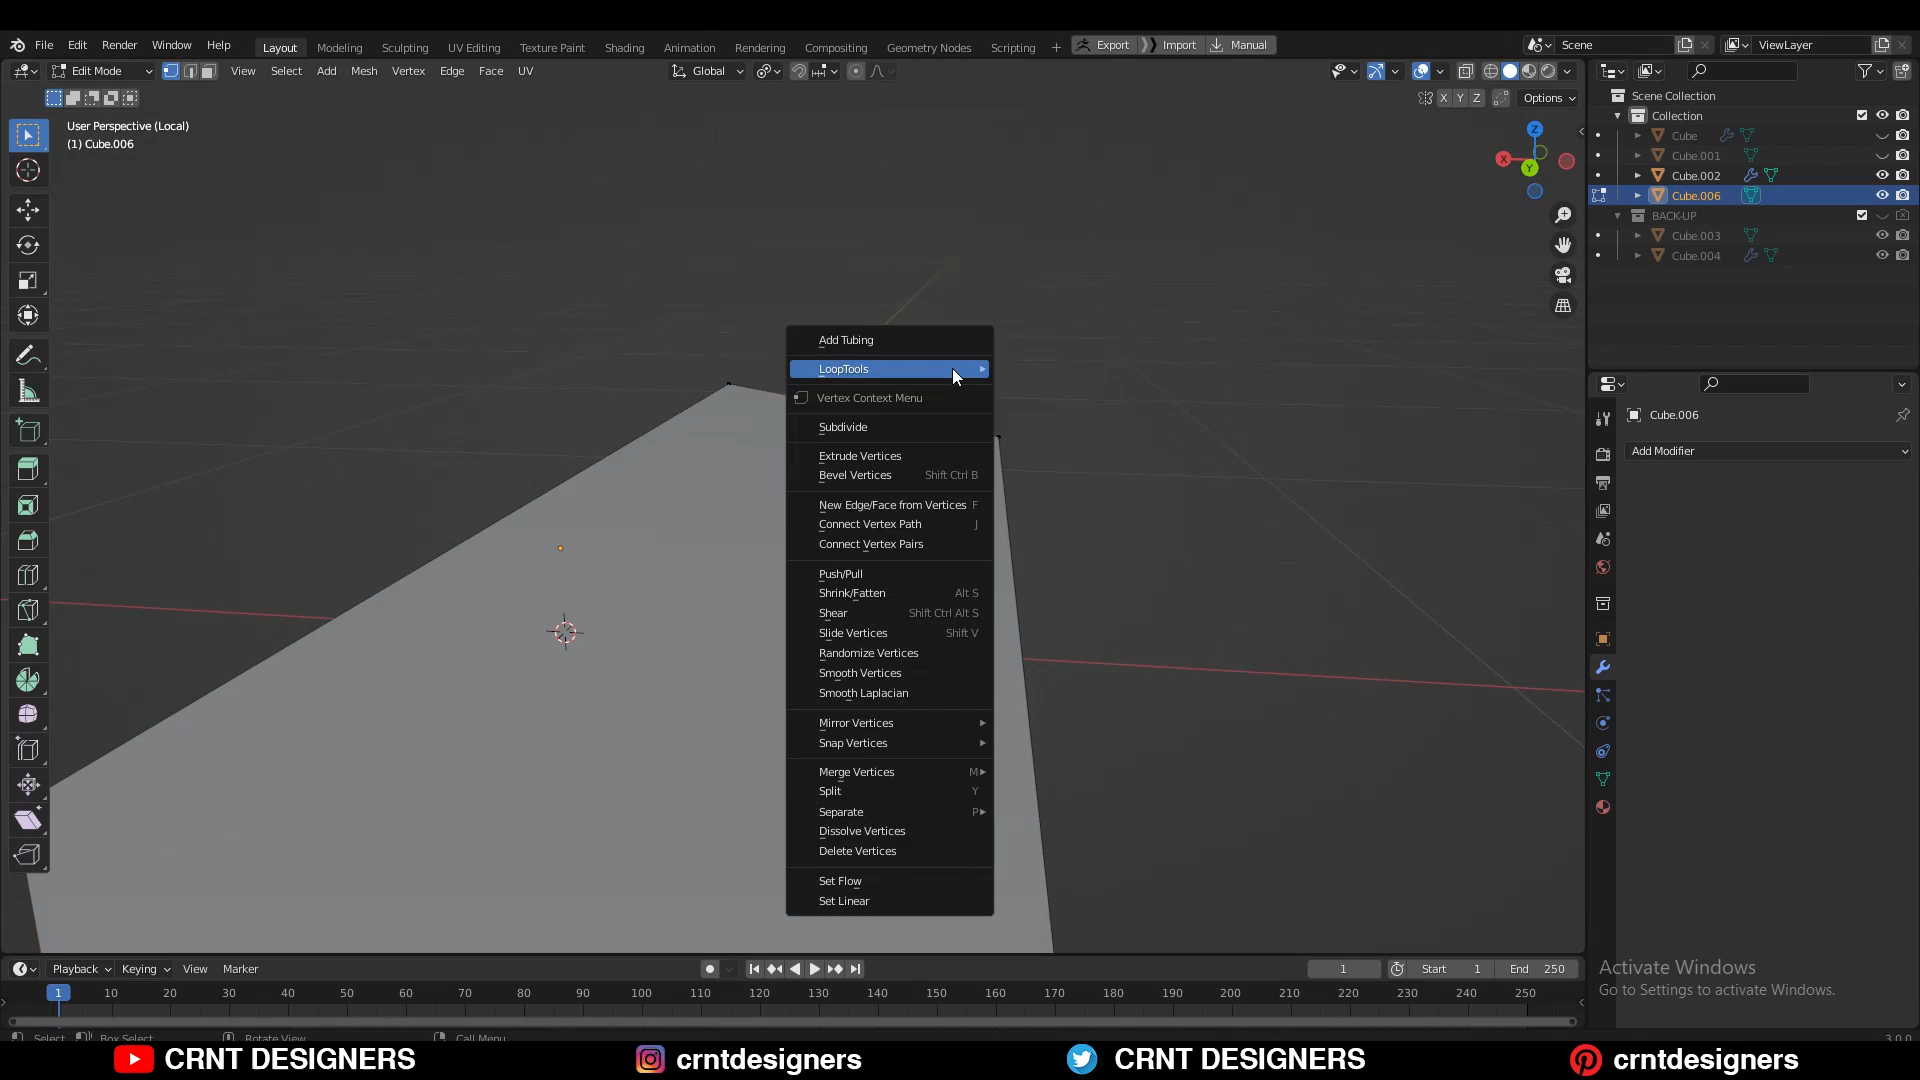 File Edit Render Window Help Layout Modeling Sculpting UV Editing Texture Paint Shading Animation Rendering Compositing Geometry Nodes Scripting + Export Import Manual Scene ViewLayer
Edit Mode View Select Add Mesh Vertex Edge Face UV Global
X Y Z Options
User Perspective (Local)
(1) Cube.006
Z
X
Y
Scene Collection
Collection
Cube
Cube.001
Cube.002
Cube.006
BACK-UP
Cube.003
Cube.004
Cube.006
Add Modifier
Add Tubing
LoopTools
Vertex Context Menu
Subdivide
Extrude Vertices
Bevel Vertices Shift Ctrl B
New Edge/Face from Vertices F
Connect Vertex Path J
Connect Vertex Pairs
Push/Pull
Shrink/Fatten Alt S
Shear Shift Ctrl Alt S
Slide Vertices Shift V
Randomize Vertices
Smooth Vertices
Smooth Laplacian
Mirror Vertices
Snap Vertices
Merge Vertices M
Split Y
Separate P
Dissolve Vertices
Delete Vertices
Set Flow
Set Linear
Activate Windows
Go to Settings to activate Windows.
Playback Keying View Marker 1 Start 1 End 250
1 10 20 30 40 50 60 70 80 90 100 110 120 130 140 150 160 170 180 190 200 210 220 230 240 250
Select Box Select Rotate View Call Menu 3.0.0
CRNT DESIGNERS crntdesigners CRNT DESIGNERS crntdesigners